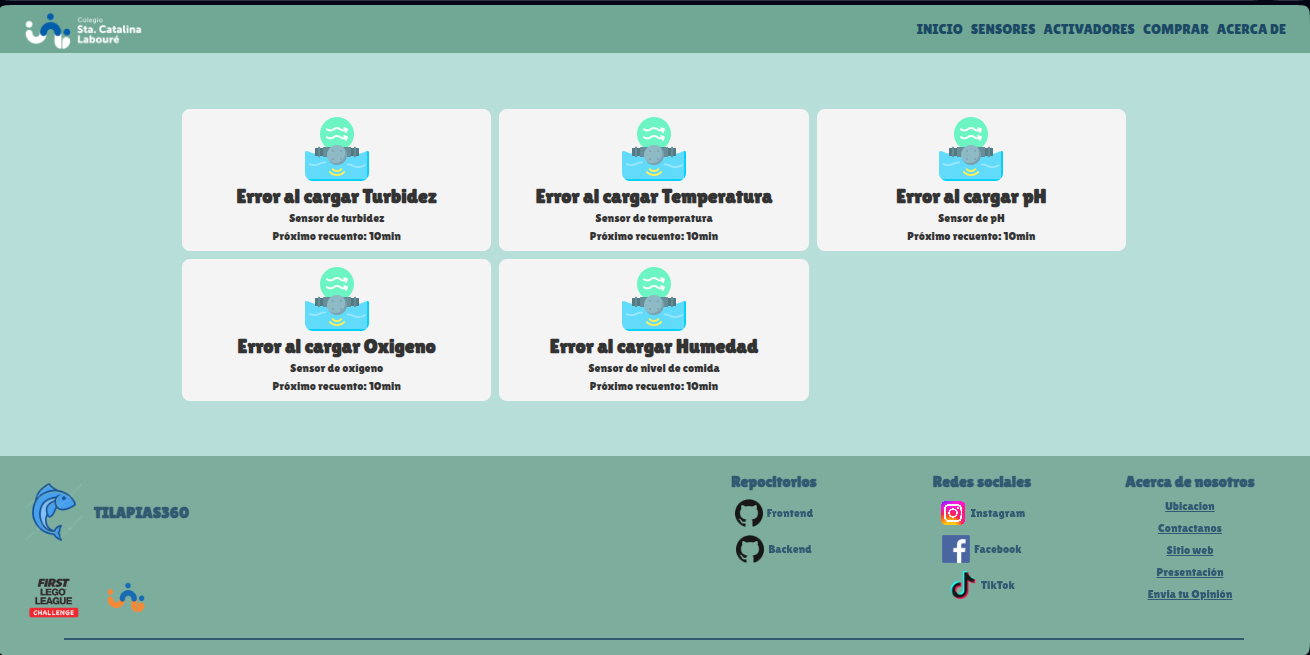 Colegio
Sta. Catalina
Labouré
INICIO SENSORES ACTIVADORES COMPRAR ACERCA DE
Error al cargar Turbidez
Sensor de turbidez
Próximo recuento: 10min
Error al cargar Temperatura
Sensor de temperatura
Próximo recuento: 10min
Error al cargar pH
Sensor de pH
Próximo recuento: 10min
Error al cargar Oxigeno
Sensor de oxigeno
Próximo recuento: 10min
Error al cargar Humedad
Sensor de nivel de comida
Próximo recuento: 10min
TILAPIAS360
FIRST
LEGO
LEAGUE
CHALLENGE
Repocitorios
Frontend
Backend
Redes sociales
Instagram
Facebook
TikTok
Acerca de nosotros
Ubicacion
Contactanos
Sitio web
Presentación
Envia tu Opinión